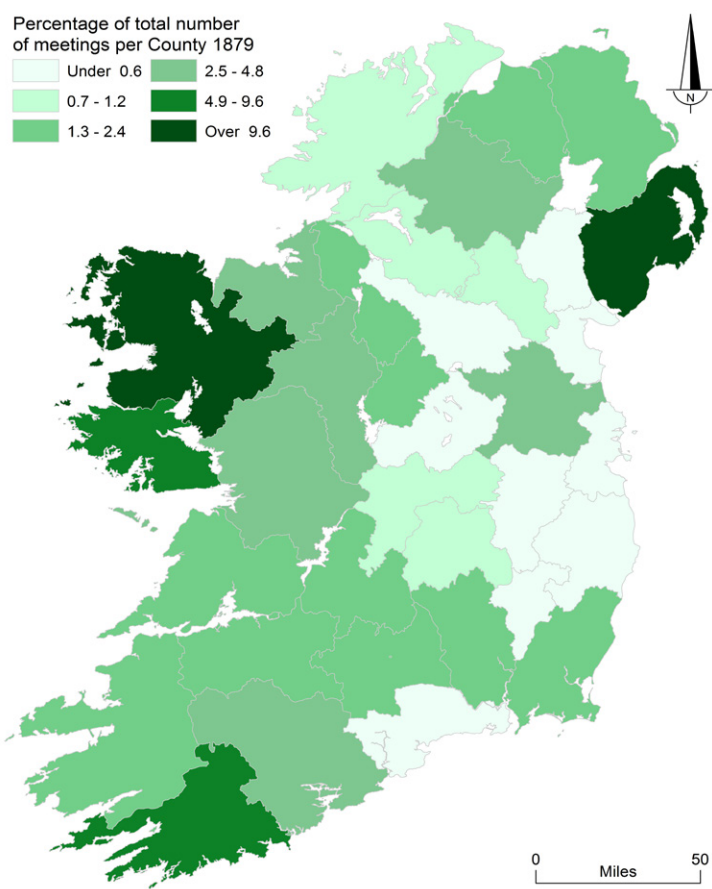 Percentage of total number
of meetings per County 1879
Under 0.6
2.5 - 4.8
0.7 - 1.2
4.9 - 9.6
1.3 - 2.4
Over 9.6
N
0 50
Miles